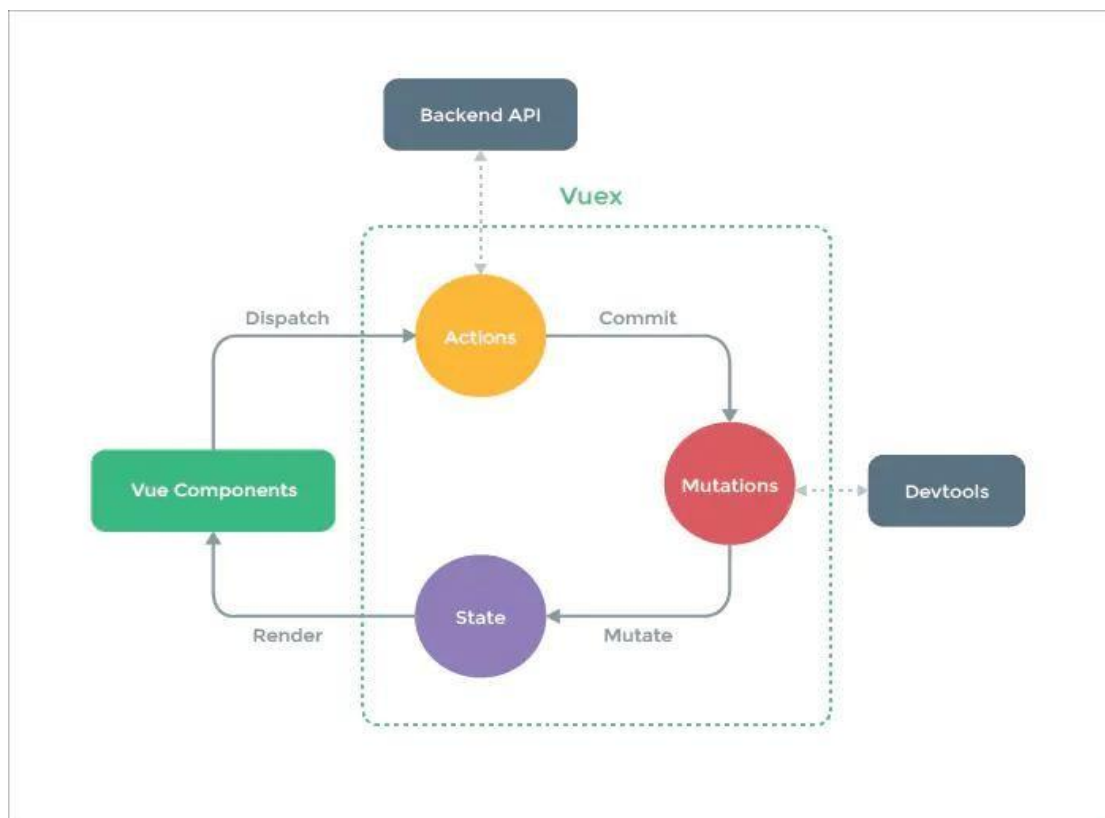 Backend API
Vuex
Dispatch
Actions
Commit
Vue Components
Mutations
Devtools
State
Render
Mutate